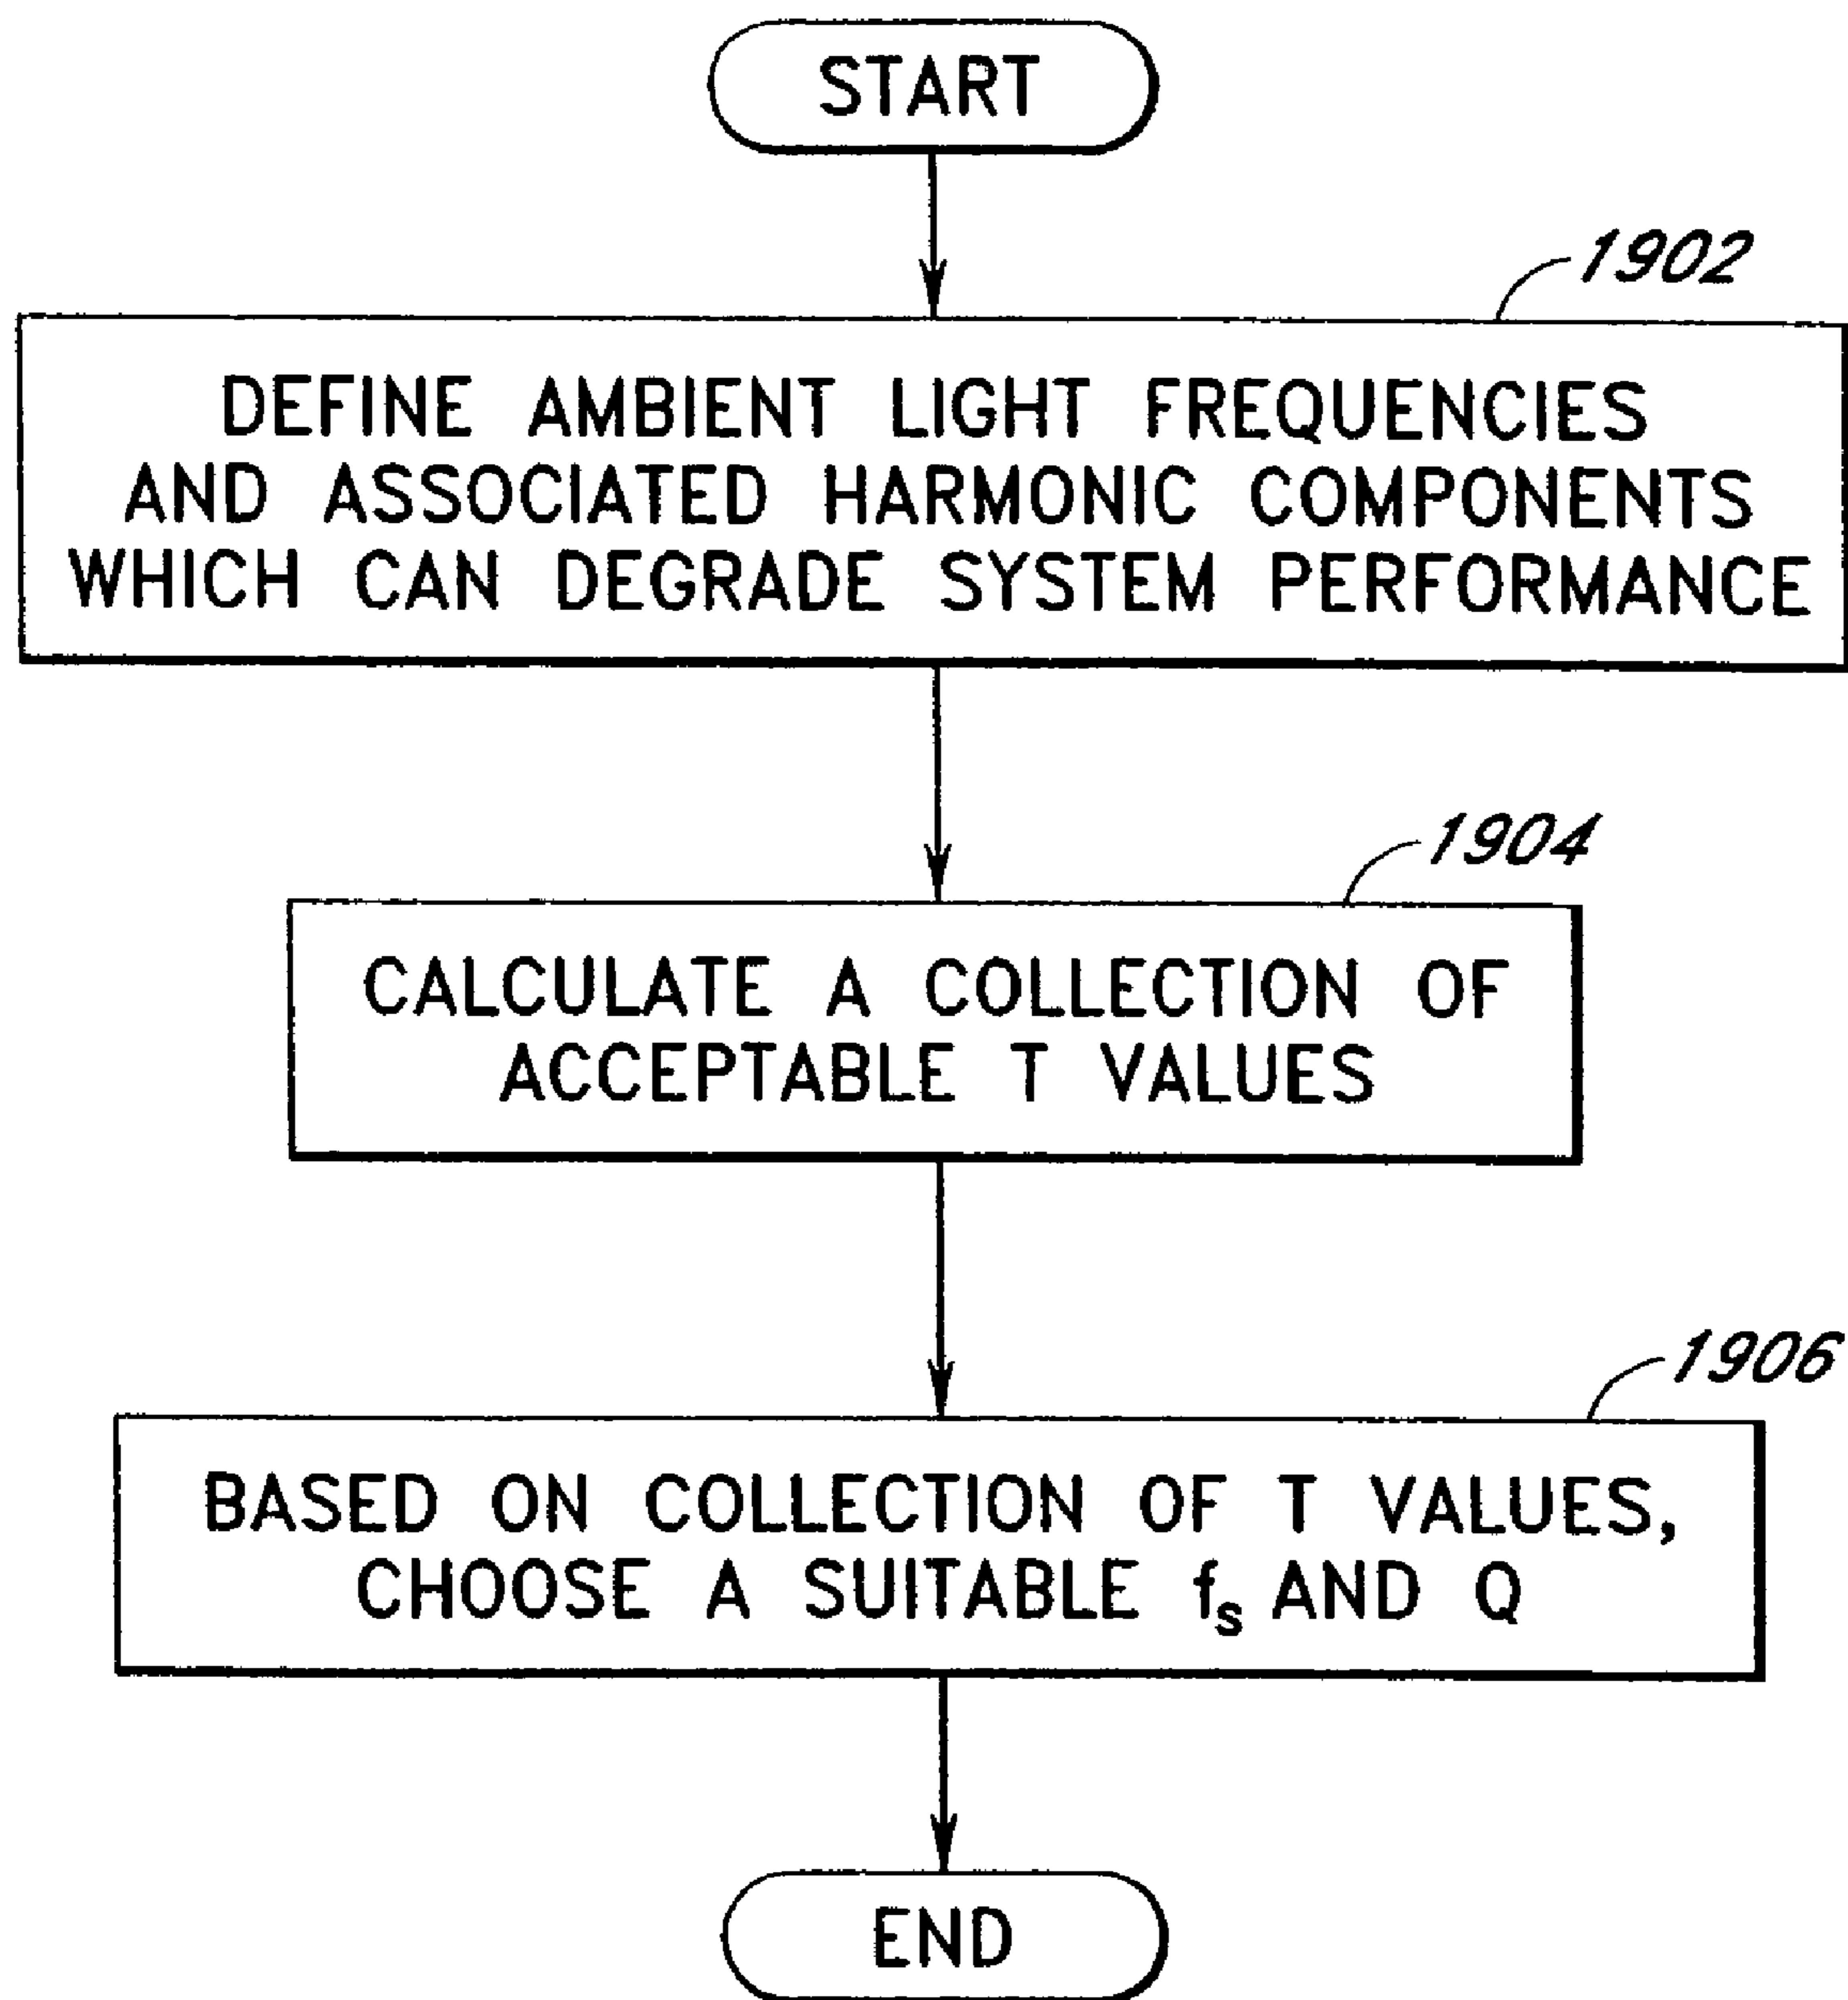 START
1902
DEFINE AMBIENT LIGHT FREQUENCIES
AND ASSOCIATED HARMONIC COMPONENTS
WHICH CAN DEGRADE SYSTEM PERFORMANCE
1904
CALCULATE A COLLECTION OF
ACCEPTABLE T VALUES
1906
BASED ON COLLECTION OF T VALUES,
CHOOSE A SUITABLE fs AND Q
END